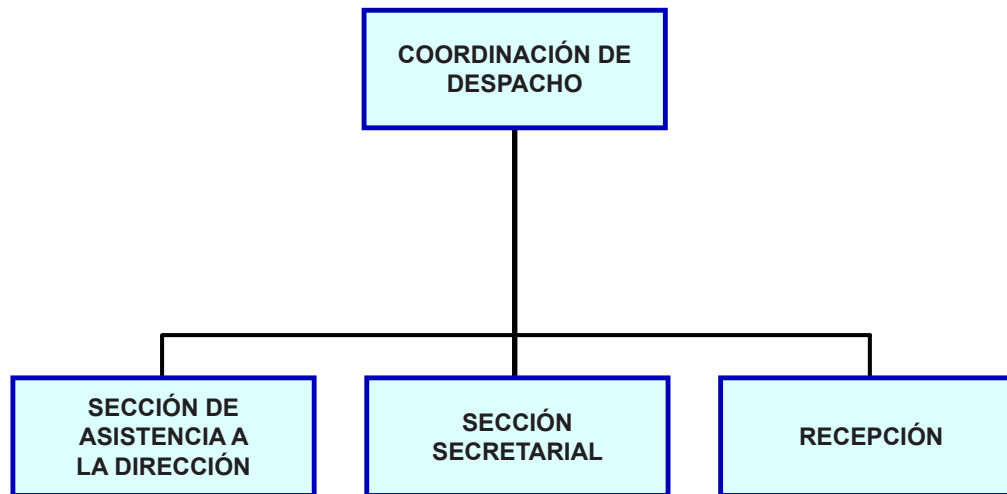 COORDINACIÓN DE
DESPACHO
SECCIÓN DE
ASISTENCIA A
LA DIRECCIÓN
SECCIÓN
SECRETARIAL
RECEPCIÓN